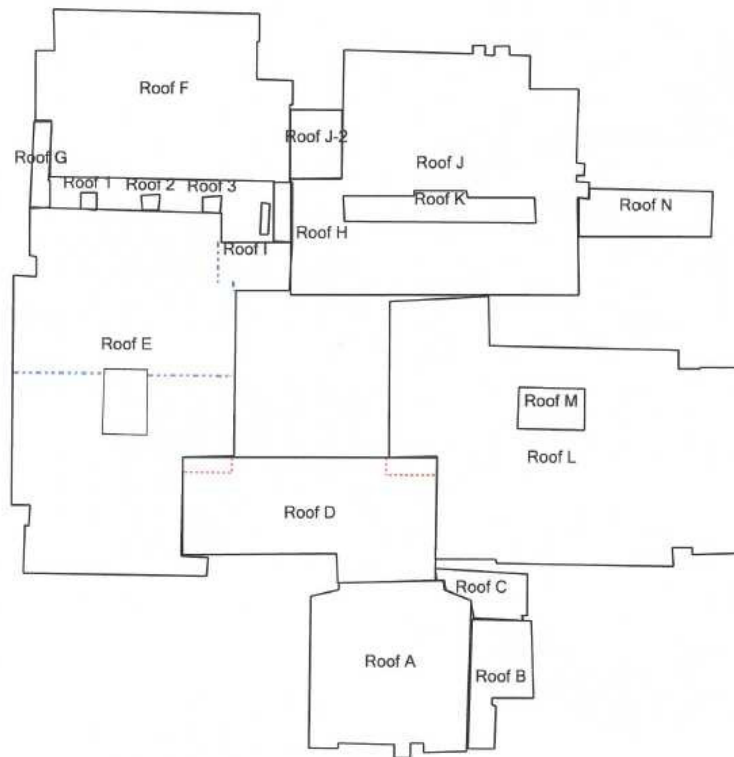 Roof F
Roof J-2
Roof G
Roof J
Roof 1
Roof 2
Roof 3
Roof K
Roof N
Roof H
Roof I
Roof E
Roof M
Roof L
Roof D
Roof C
Roof A
Roof B